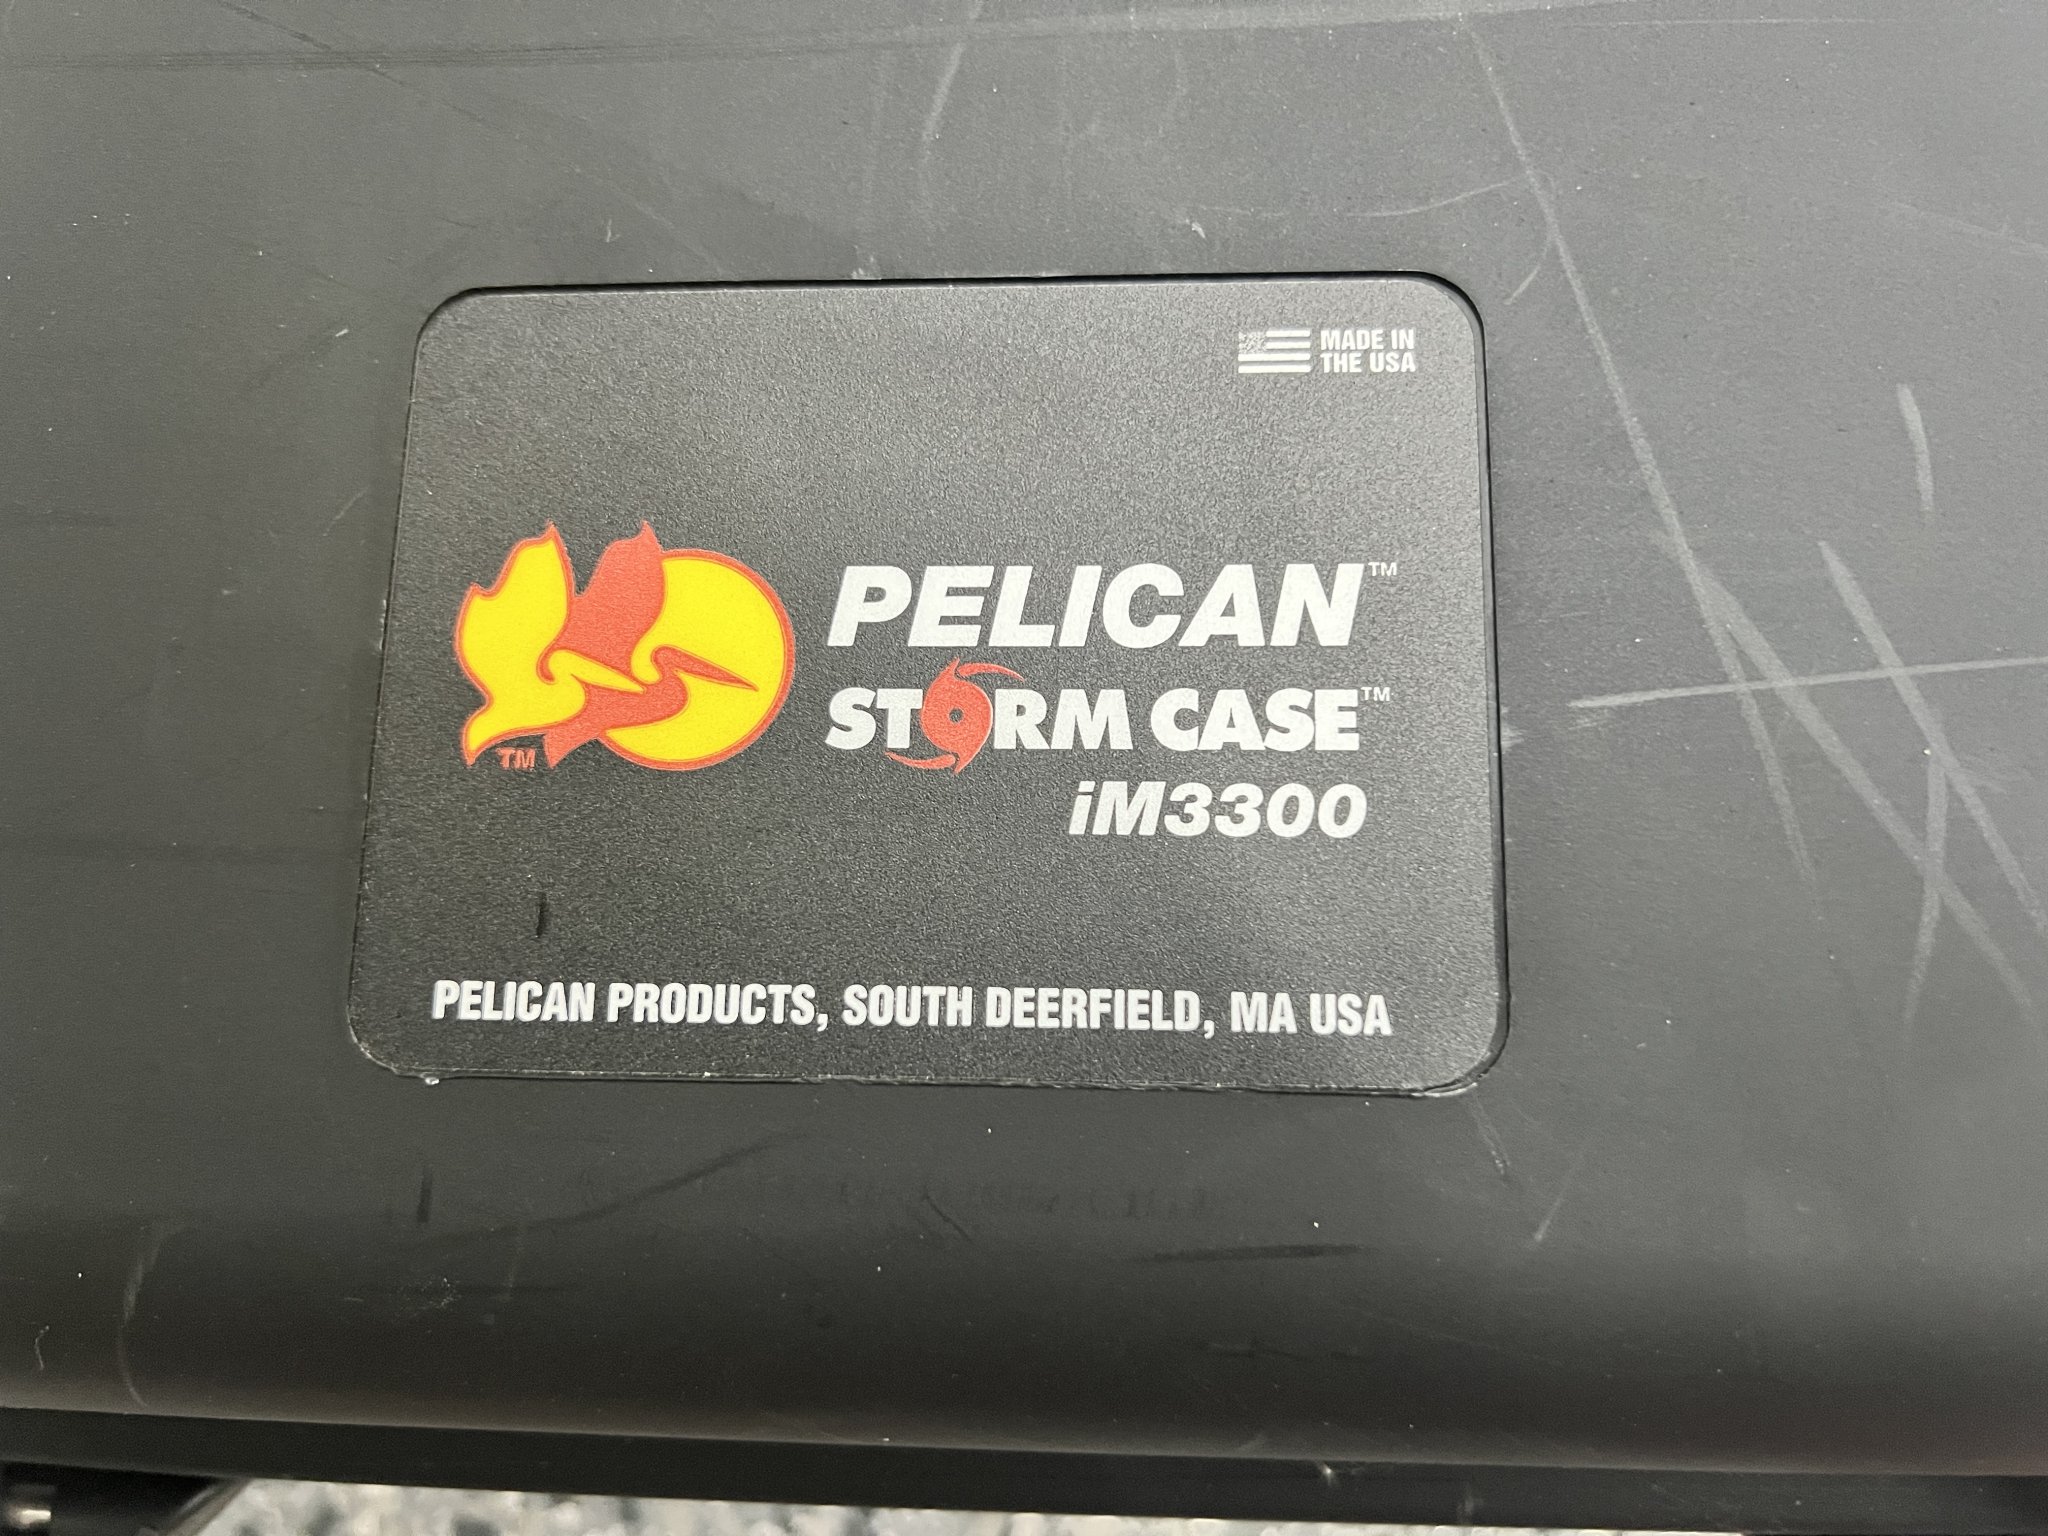 MADE IN
THE USA
PELICAN™
STORM CASE™
iM3300
TM
PELICAN PRODUCTS, SOUTH DEERFIELD, MA USA